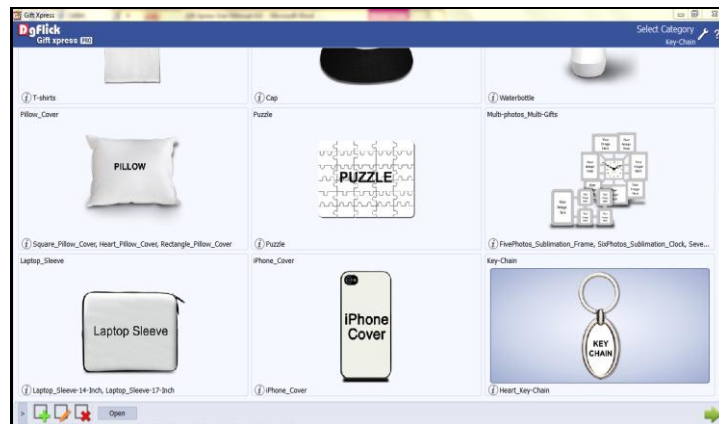 Gift Xpress
DgFlick
Gift xpress PRO
Select Category
Key-Chain
?
T-shirts
Cap
Waterbottle
Pillow_Cover
Puzzle
Multi-photos_Multi-Gifts
PILLOW
PUZZLE
Square_Pillow_Cover, Heart_Pillow_Cover, Rectangle_Pillow_Cover
Puzzle
FivePhotos_Sublimation_Frame, SixPhotos_Sublimation_Clock, Seve...
Laptop_Sleeve
iPhone_Cover
Key-Chain
Laptop Sleeve
iPhone
Cover
KEY
CHAIN
Laptop_Sleeve-14-Inch, Laptop_Sleeve-17-Inch
iPhone_Cover
Heart_Key-Chain
Open